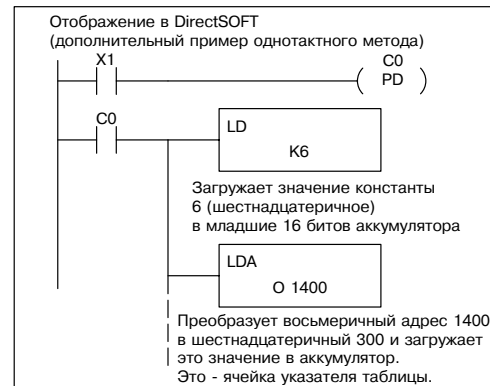 Отображение в DirectSOFT
(дополнительный пример однотактного метода)
X1
C0
PD
C0
LD
K6
Загружает значение константы
6 (шестнадцатеричное)
в младшие 16 битов аккумулятора
LDA
O 1400
Преобразует восьмеричный адрес 1400
в шестнадцатеричный 300 и загружает
это значение в аккумулятор.
Это - ячейка указателя таблицы.